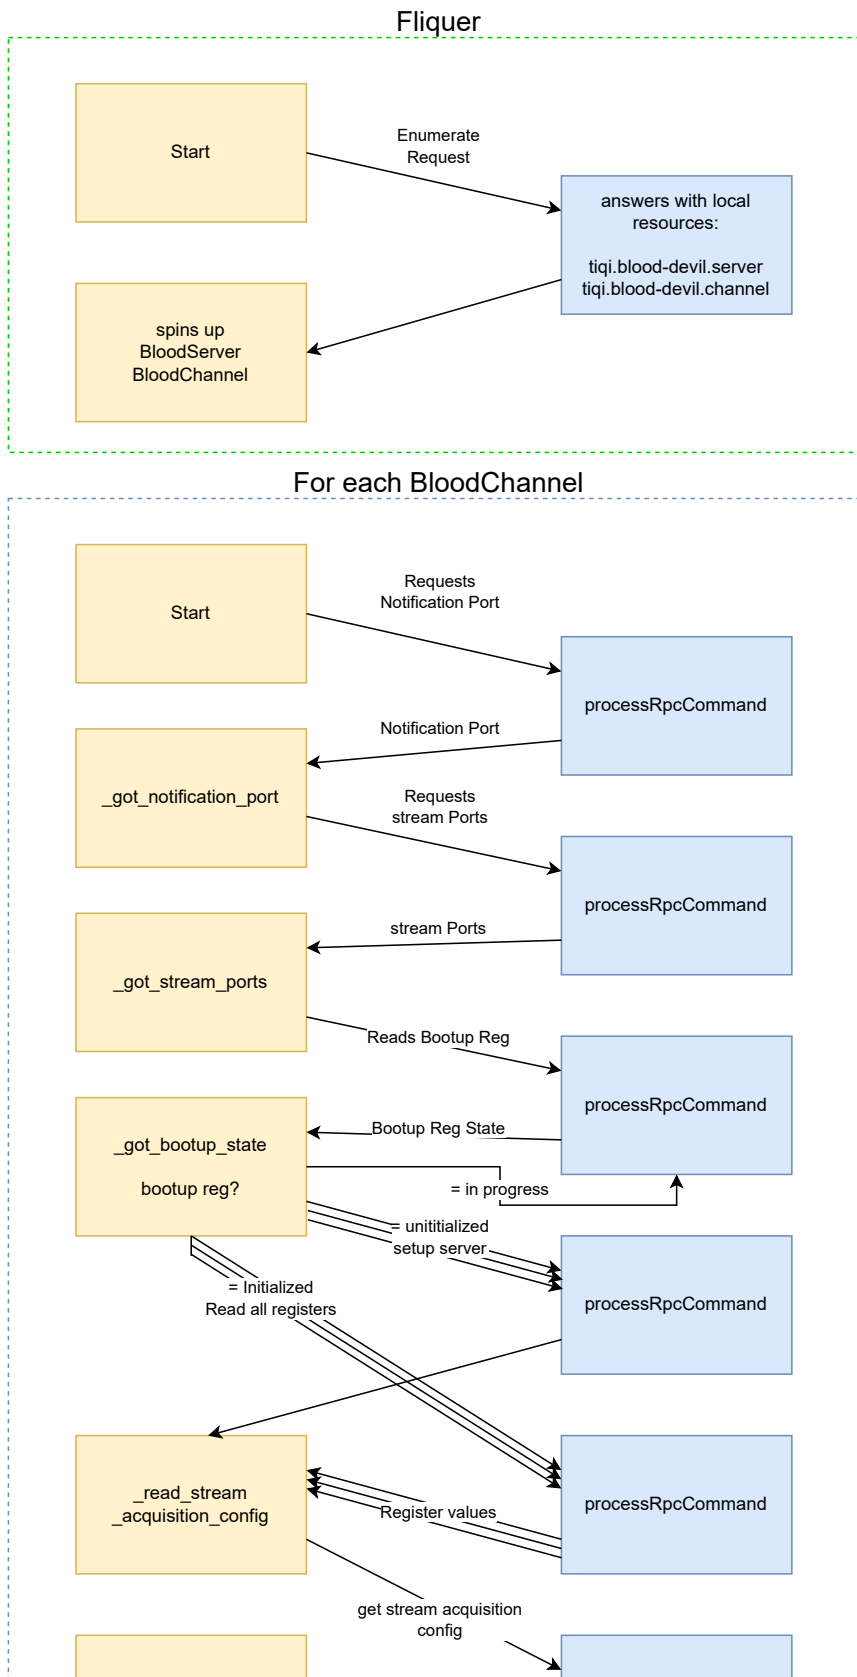 Fliquer
Start
Enumerate
Request
answers with local
resources:
tiqi.blood-devil.server
tiqi.blood-devil.channel
spins up
BloodServer
BloodChannel
For each BloodChannel
Start
Requests
Notification Port
processRpcCommand
Notification Port
_got_notification_port
Requests
stream Ports
processRpcCommand
stream Ports
_got_stream_ports
Reads Bootup Reg
processRpcCommand
Bootup Reg State
_got_bootup_state
bootup reg?
= in progress
= unititialized
setup server
= Initialized
Read all registers
processRpcCommand
_read_stream
_acquisition_config
Register values
processRpcCommand
get stream acquisition
config